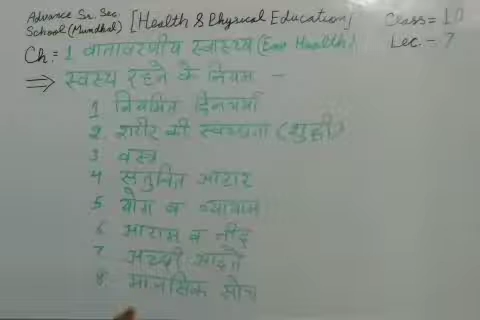 Advance Sr. Sec. [Health & Physical Education] Class = 10
School (Mundhal) Lec. - 7
Ch. = 1 वातावरणीय स्वास्थ्य (Env. Health)
⇒ स्वस्थ रहने के नियम -
1 नियमित दिनचर्या
2. शरीर की स्वच्छता (शुद्धी)
3 वस्त्र
4 संतुलित आहार
5 योग व व्यायाम
6 आराम व नींद
7 अच्छी आदतें
8. मानसिक सोच